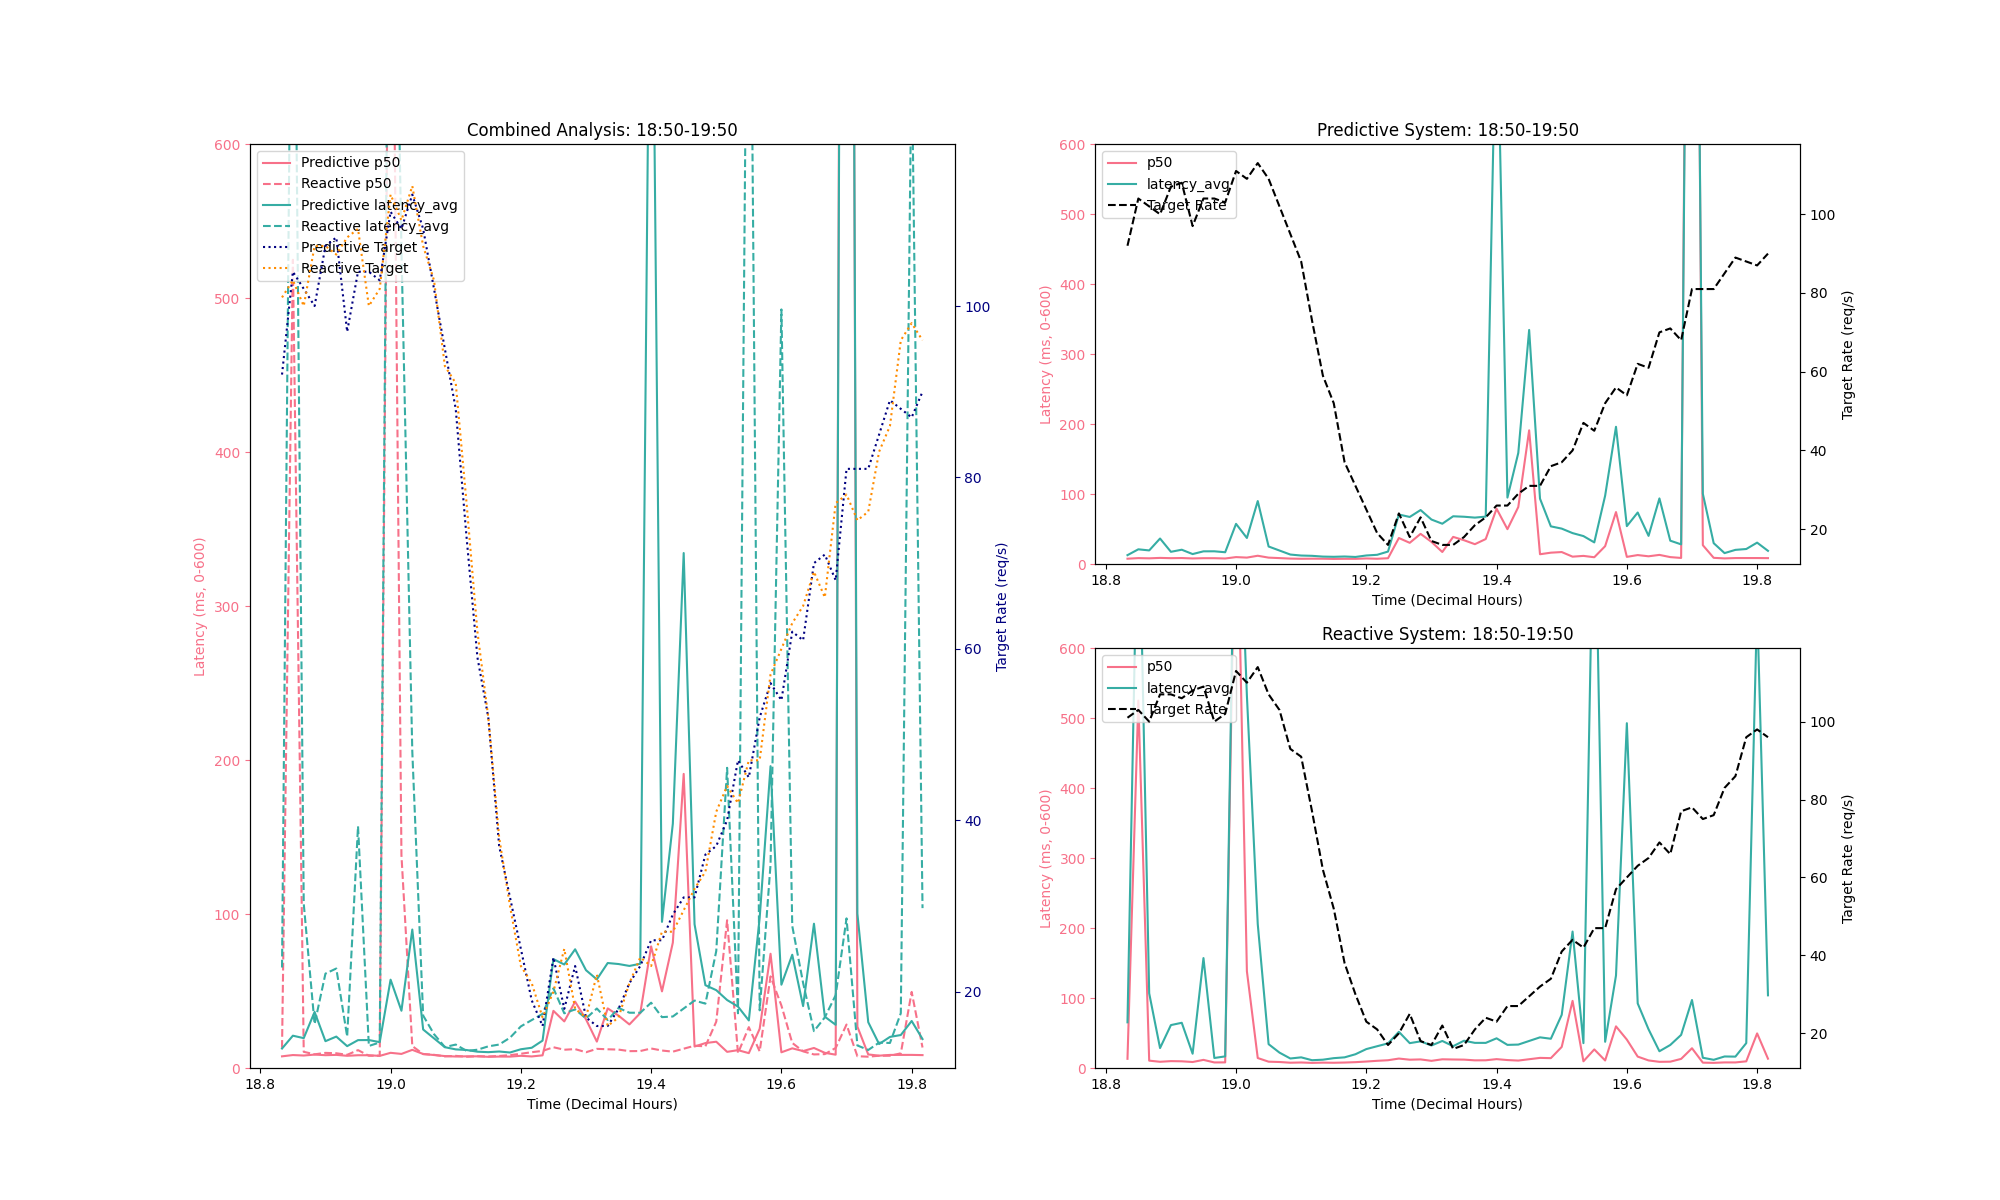 Combined Analysis: 18:50-19:50
600
500
400
300
200
100
0
Latency (ms, 0-600)
Predictive p50
Reactive p50
Predictive latency_avg
Reactive latency_avg
Predictive Target
Reactive Target
100
80
60
40
20
Target Rate (req/s)
18.8 19.0 19.2 19.4 19.6 19.8
Time (Decimal Hours)
Predictive System: 18:50-19:50
600
500
400
300
200
100
0
Latency (ms, 0-600)
p50
latency_avg
Target Rate
100
80
60
40
20
Target Rate (req/s)
18.8 19.0 19.2 19.4 19.6 19.8
Time (Decimal Hours)
Reactive System: 18:50-19:50
600
500
400
300
200
100
0
Latency (ms, 0-600)
p50
latency_avg
Target Rate
100
80
60
40
20
Target Rate (req/s)
18.8 19.0 19.2 19.4 19.6 19.8
Time (Decimal Hours)